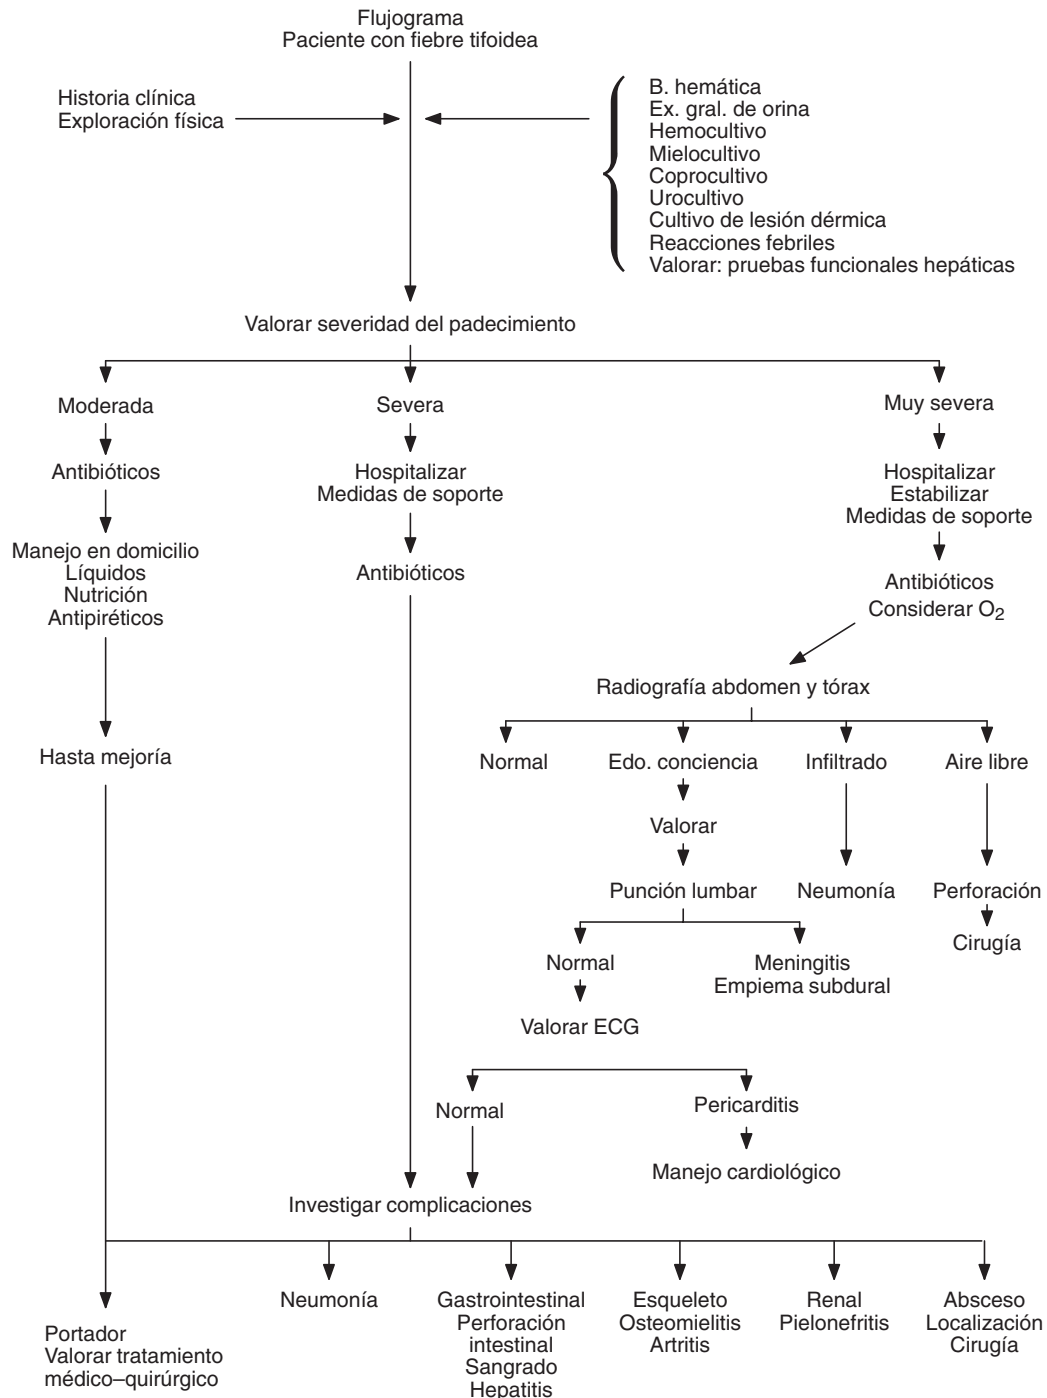 Flujograma
Paciente con fiebre tifoidea
Historia clínica
Exploración física
B. hemática
Ex. gral. de orina
Hemocultivo
Mielocultivo
Coprocultivo
Urocultivo
Cultivo de lesión dérmica
Reacciones febriles
Valorar: pruebas funcionales hepáticas
Valorar severidad del padecimiento
Moderada
Severa
Muy severa
Antibióticos
Hospitalizar
Medidas de soporte
Hospitalizar
Estabilizar
Medidas de soporte
Manejo en domicilio
Líquidos
Nutrición
Antipiréticos
Antibióticos
Antibióticos
Considerar O2
Radiografía abdomen y tórax
Hasta mejoría
Normal
Edo. conciencia
Infiltrado
Aire libre
Valorar
Punción lumbar
Neumonía
Perforación
Cirugía
Normal
Meningitis
Empiema subdural
Valorar ECG
Normal
Pericarditis
Manejo cardiológico
Investigar complicaciones
Portador
Valorar tratamiento
médico–quirúrgico
Neumonía
Gastrointestinal
Perforación
intestinal
Sangrado
Hepatitis
Esqueleto
Osteomielitis
Artritis
Renal
Pielonefritis
Absceso
Localización
Cirugía